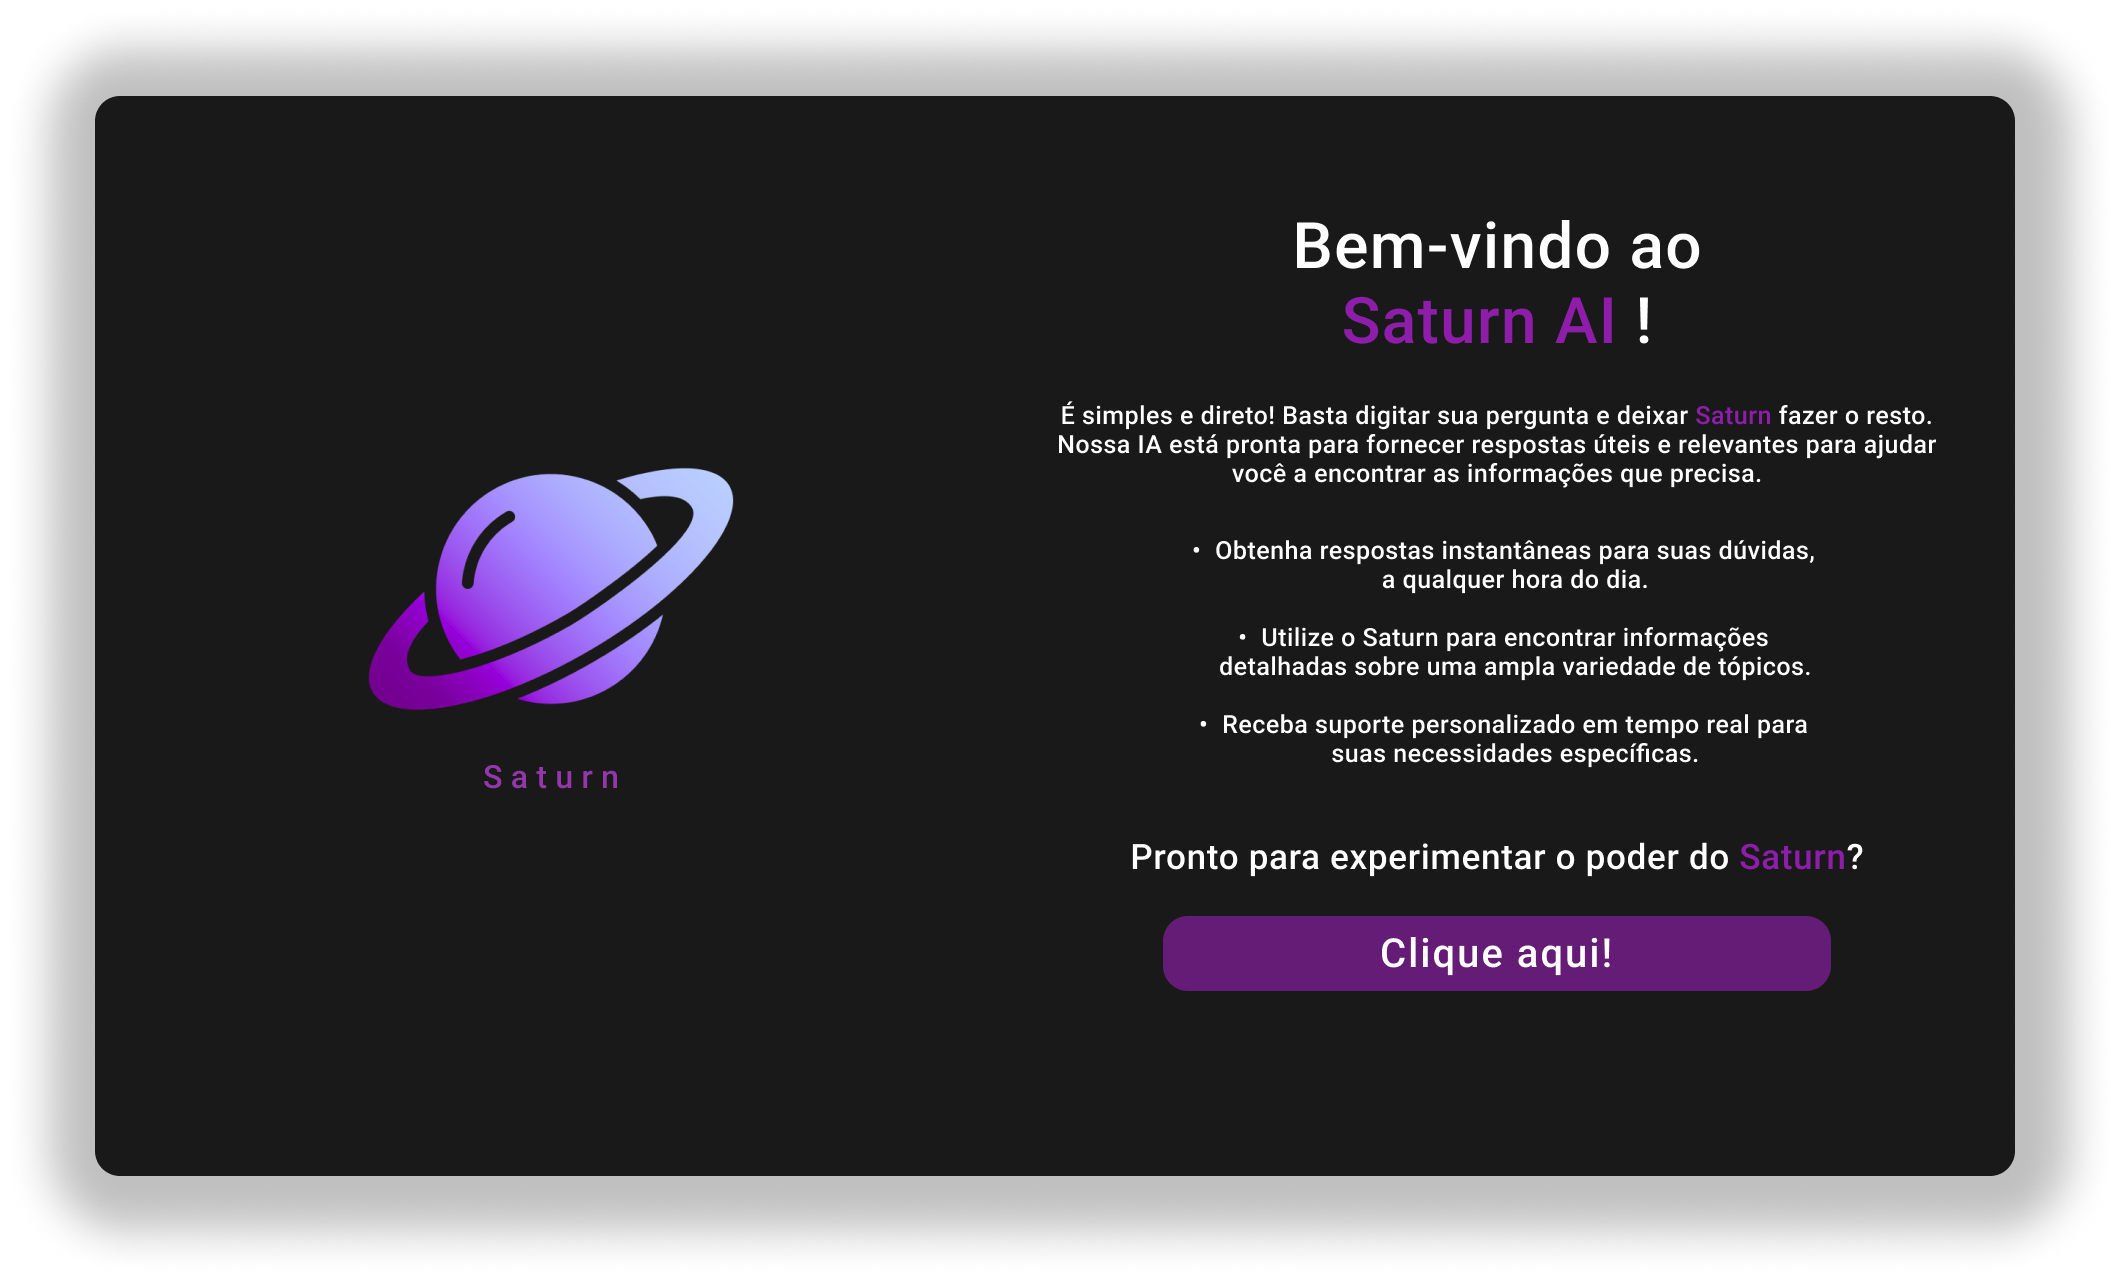 Saturn
Bem-vindo ao
Saturn AI !
É simples e direto! Basta digitar sua pergunta e deixar Saturn fazer o resto.
Nossa IA está pronta para fornecer respostas úteis e relevantes para ajudar
você a encontrar as informações que precisa.
• Obtenha respostas instantâneas para suas dúvidas,
a qualquer hora do dia.
• Utilize o Saturn para encontrar informações
detalhadas sobre uma ampla variedade de tópicos.
• Receba suporte personalizado em tempo real para
suas necessidades específicas.
Pronto para experimentar o poder do Saturn?
Clique aqui!